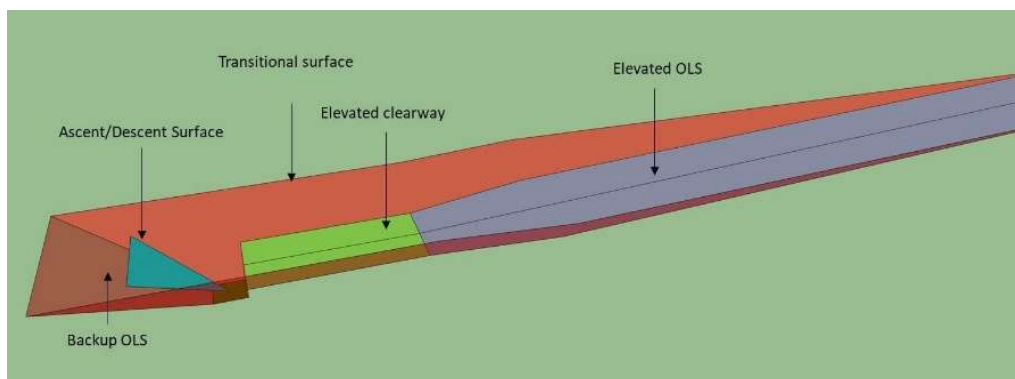 Transitional surface
Elevated OLS
Elevated clearway
Ascent/Descent Surface
Backup OLS